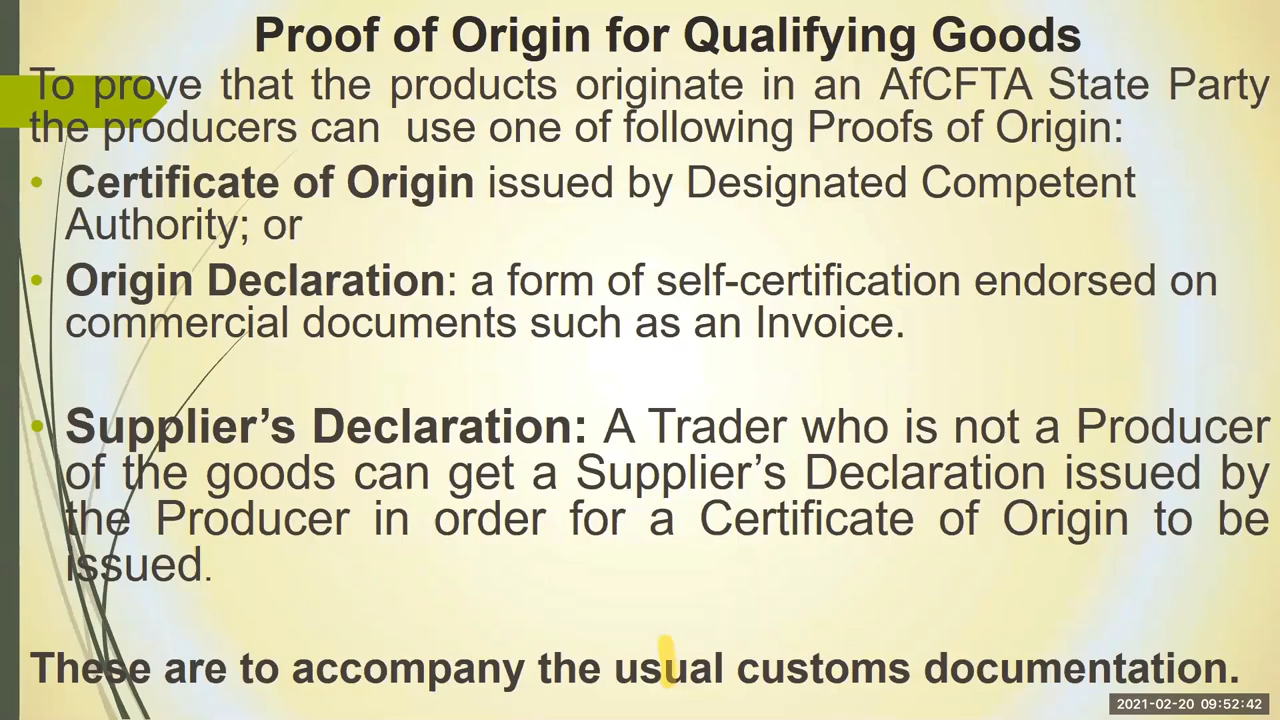 Proof of Origin for Qualifying Goods
To prove that the products originate in an AfCFTA State Party
the producers can use one of following Proofs of Origin:
• Certificate of Origin issued by Designated Competent
Authority; or
• Origin Declaration: a form of self-certification endorsed on
commercial documents such as an Invoice.
• Supplier’s Declaration: A Trader who is not a Producer
of the goods can get a Supplier’s Declaration issued by
the Producer in order for a Certificate of Origin to be
issued.
These are to accompany the usual customs documentation.
2021-02-20 09:52:42